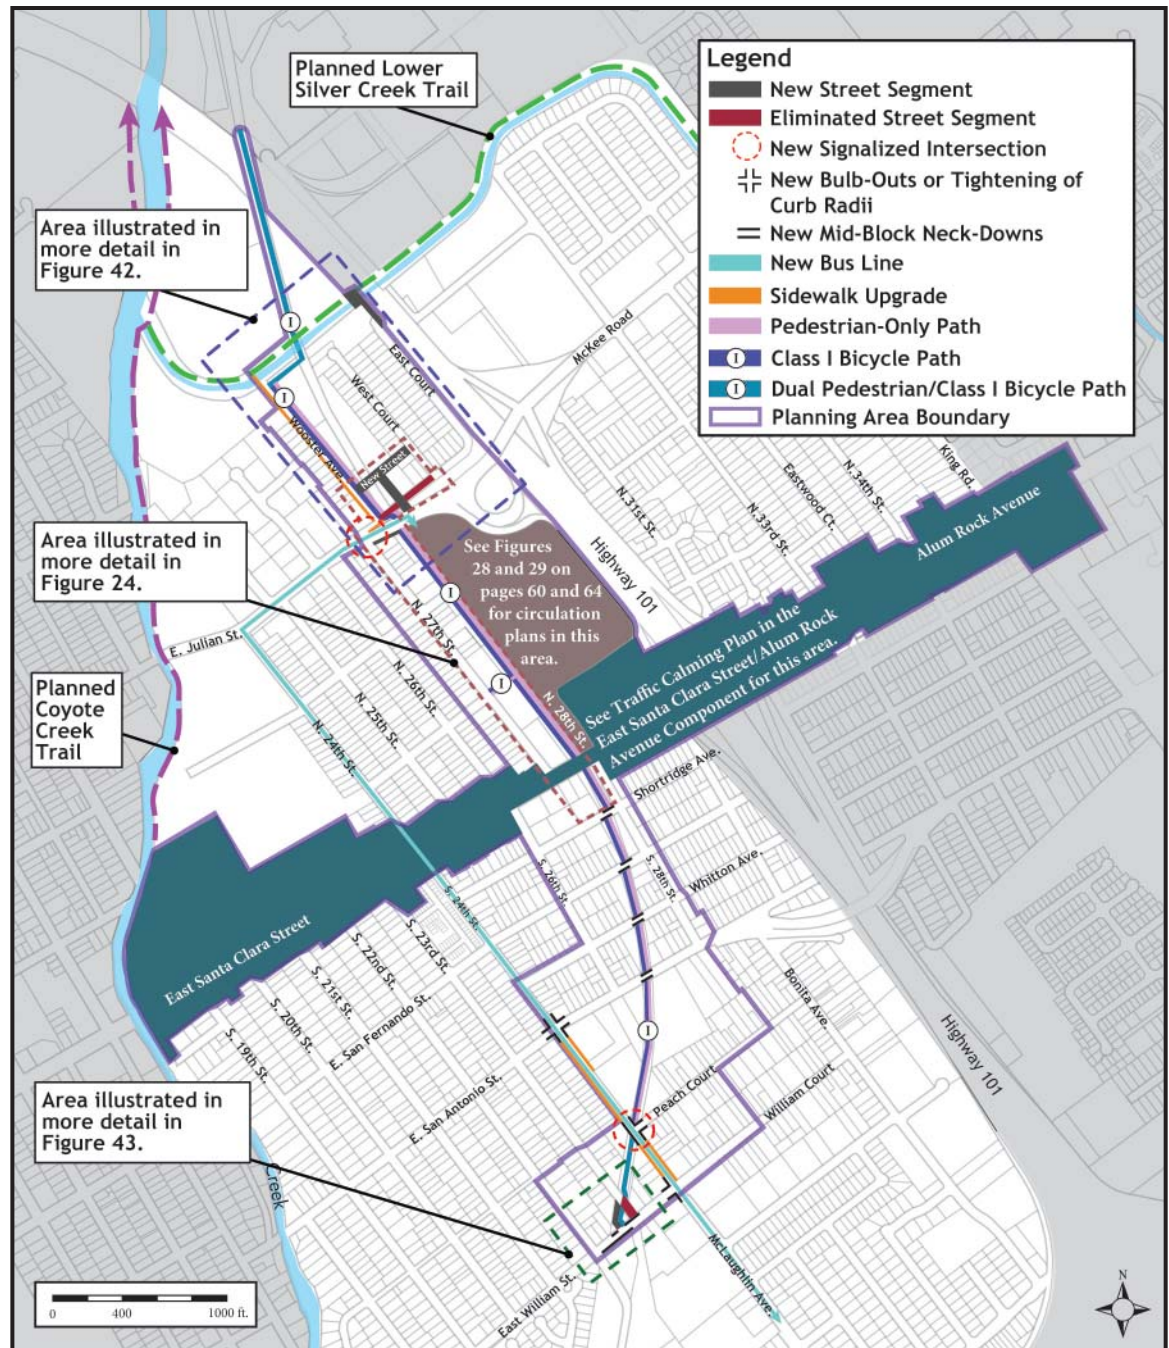 Planned Lower
Silver Creek Trail
Legend
New Street Segment
Eliminated Street Segment
New Signalized Intersection
New Bulb-Outs or Tightening of
Curb Radii
New Mid-Block Neck-Downs
New Bus Line
Sidewalk Upgrade
Pedestrian-Only Path
I
Class I Bicycle Path
I
Dual Pedestrian/Class I Bicycle Path
Planning Area Boundary
Area illustrated in
more detail in
Figure 42.
I
McKee Road
East Court
West Court
I
Wooster Ave.
New Street
King Rd.
N.34th St.
Eastwood Ct.
N.33rd St.
N.31st St.
Highway 101
Alum Rock Avenue
Area illustrated in
more detail in
Figure 24.
See Figures
28 and 29 on
pages 60 and 64
for circulation
plans in this
area.
I
N. 27th St.
E. Julian St.
N. 26th St.
N. 25th St.
N. 24th St.
I
N. 28th St.
See Traffic Calming Plan in the
East Santa Clara Street/Alum Rock
Avenue Component for this area.
Planned
Coyote
Creek
Trail
Shortridge Ave.
Whitton Ave.
S. 28th St.
S. 26th St.
S. 24th St.
S. 23rd St.
S. 22nd St.
S. 21st St.
S. 20th St.
S. 19th St.
East Santa Clara Street
E. San Fernando St.
E. San Antonio St.
Bonita Ave.
I
Highway 101
Peach Court
William Court
Area illustrated in
more detail in
Figure 43.
Creek
McLaughlin Ave.
East William St.
0 400 1000 ft.
N